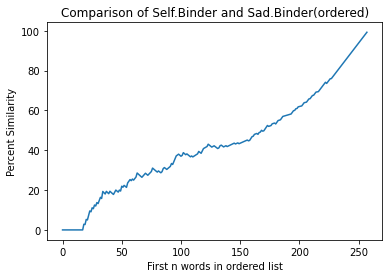 Comparison of Self.Binder and Sad.Binder(ordered)
100
80
60
40
20
0
Percent Similarity
0 50 100 150 200 250
First n words in ordered list